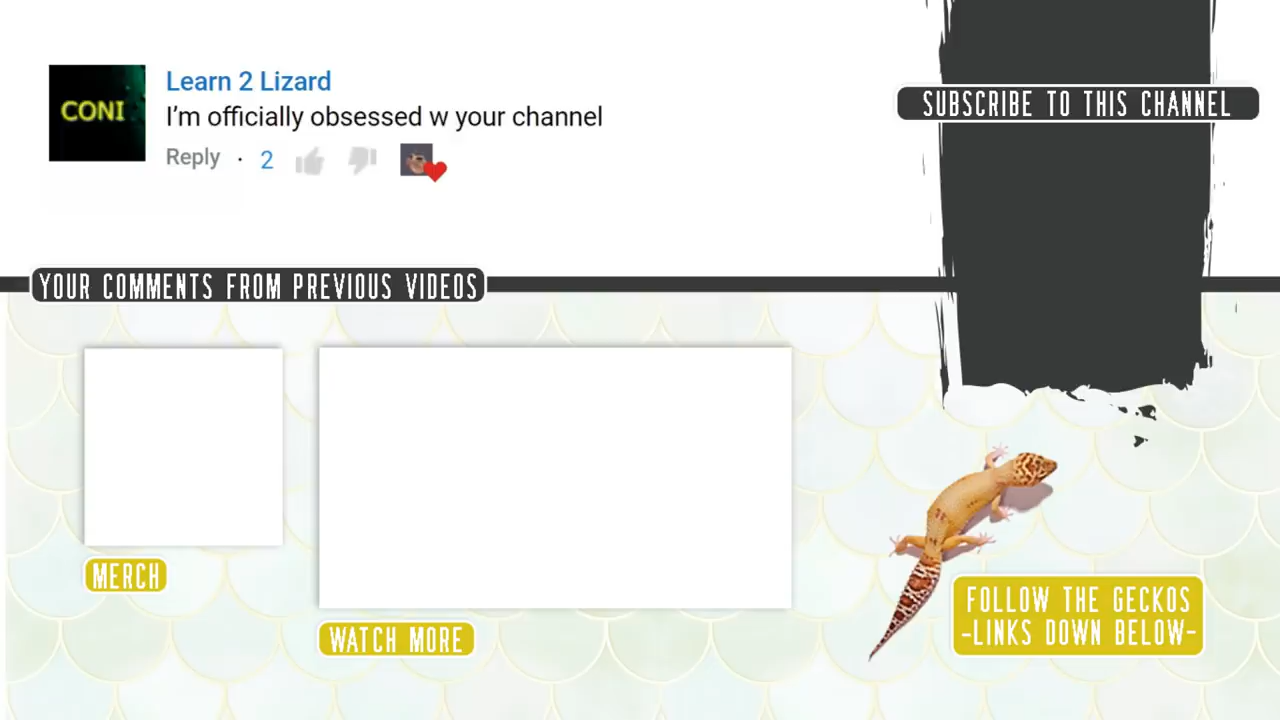 CONI
Learn 2 Lizard
I’m officially obsessed w your channel
Reply · 2
SUBSCRIBE TO THIS CHANNEL
YOUR COMMENTS FROM PREVIOUS VIDEOS
MERCH
WATCH MORE
FOLLOW THE GECKOS
-LINKS DOWN BELOW-